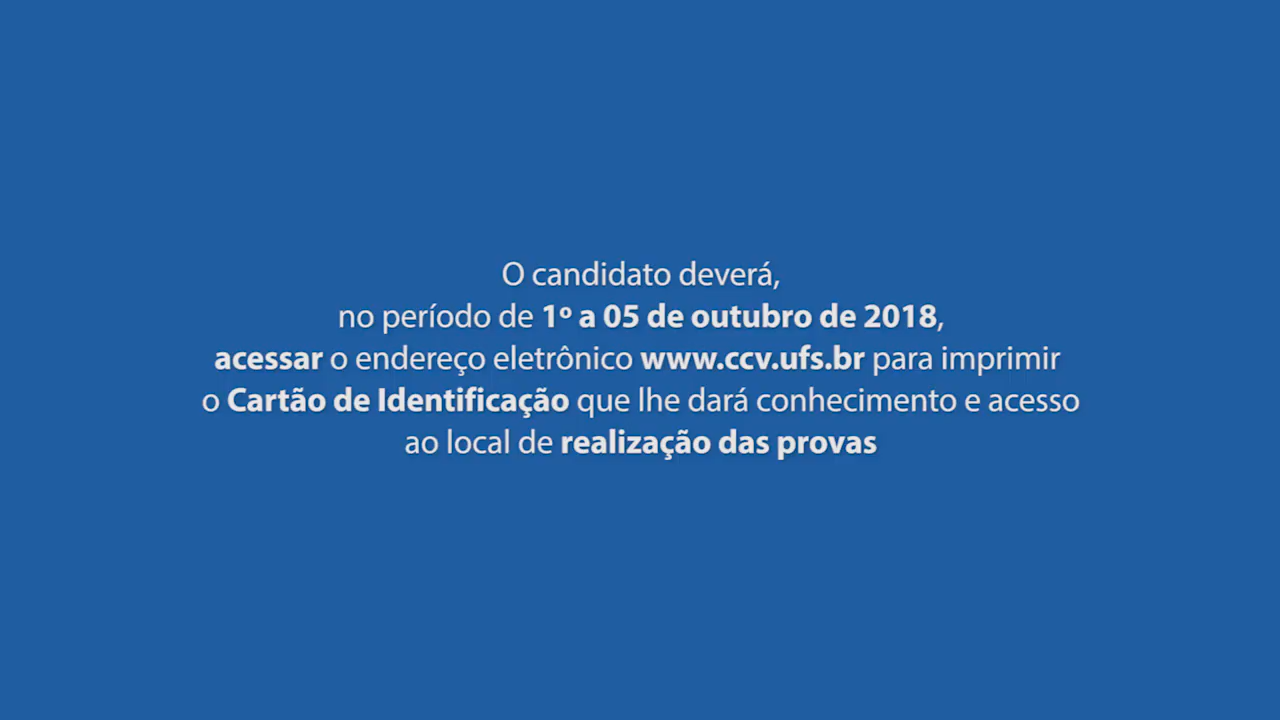 O candidato deverá,
no período de 1º a 05 de outubro de 2018,
acessar o endereço eletrônico www.ccv.ufs.br para imprimir
o Cartão de Identificação que lhe dará conhecimento e acesso
ao local de realização das provas